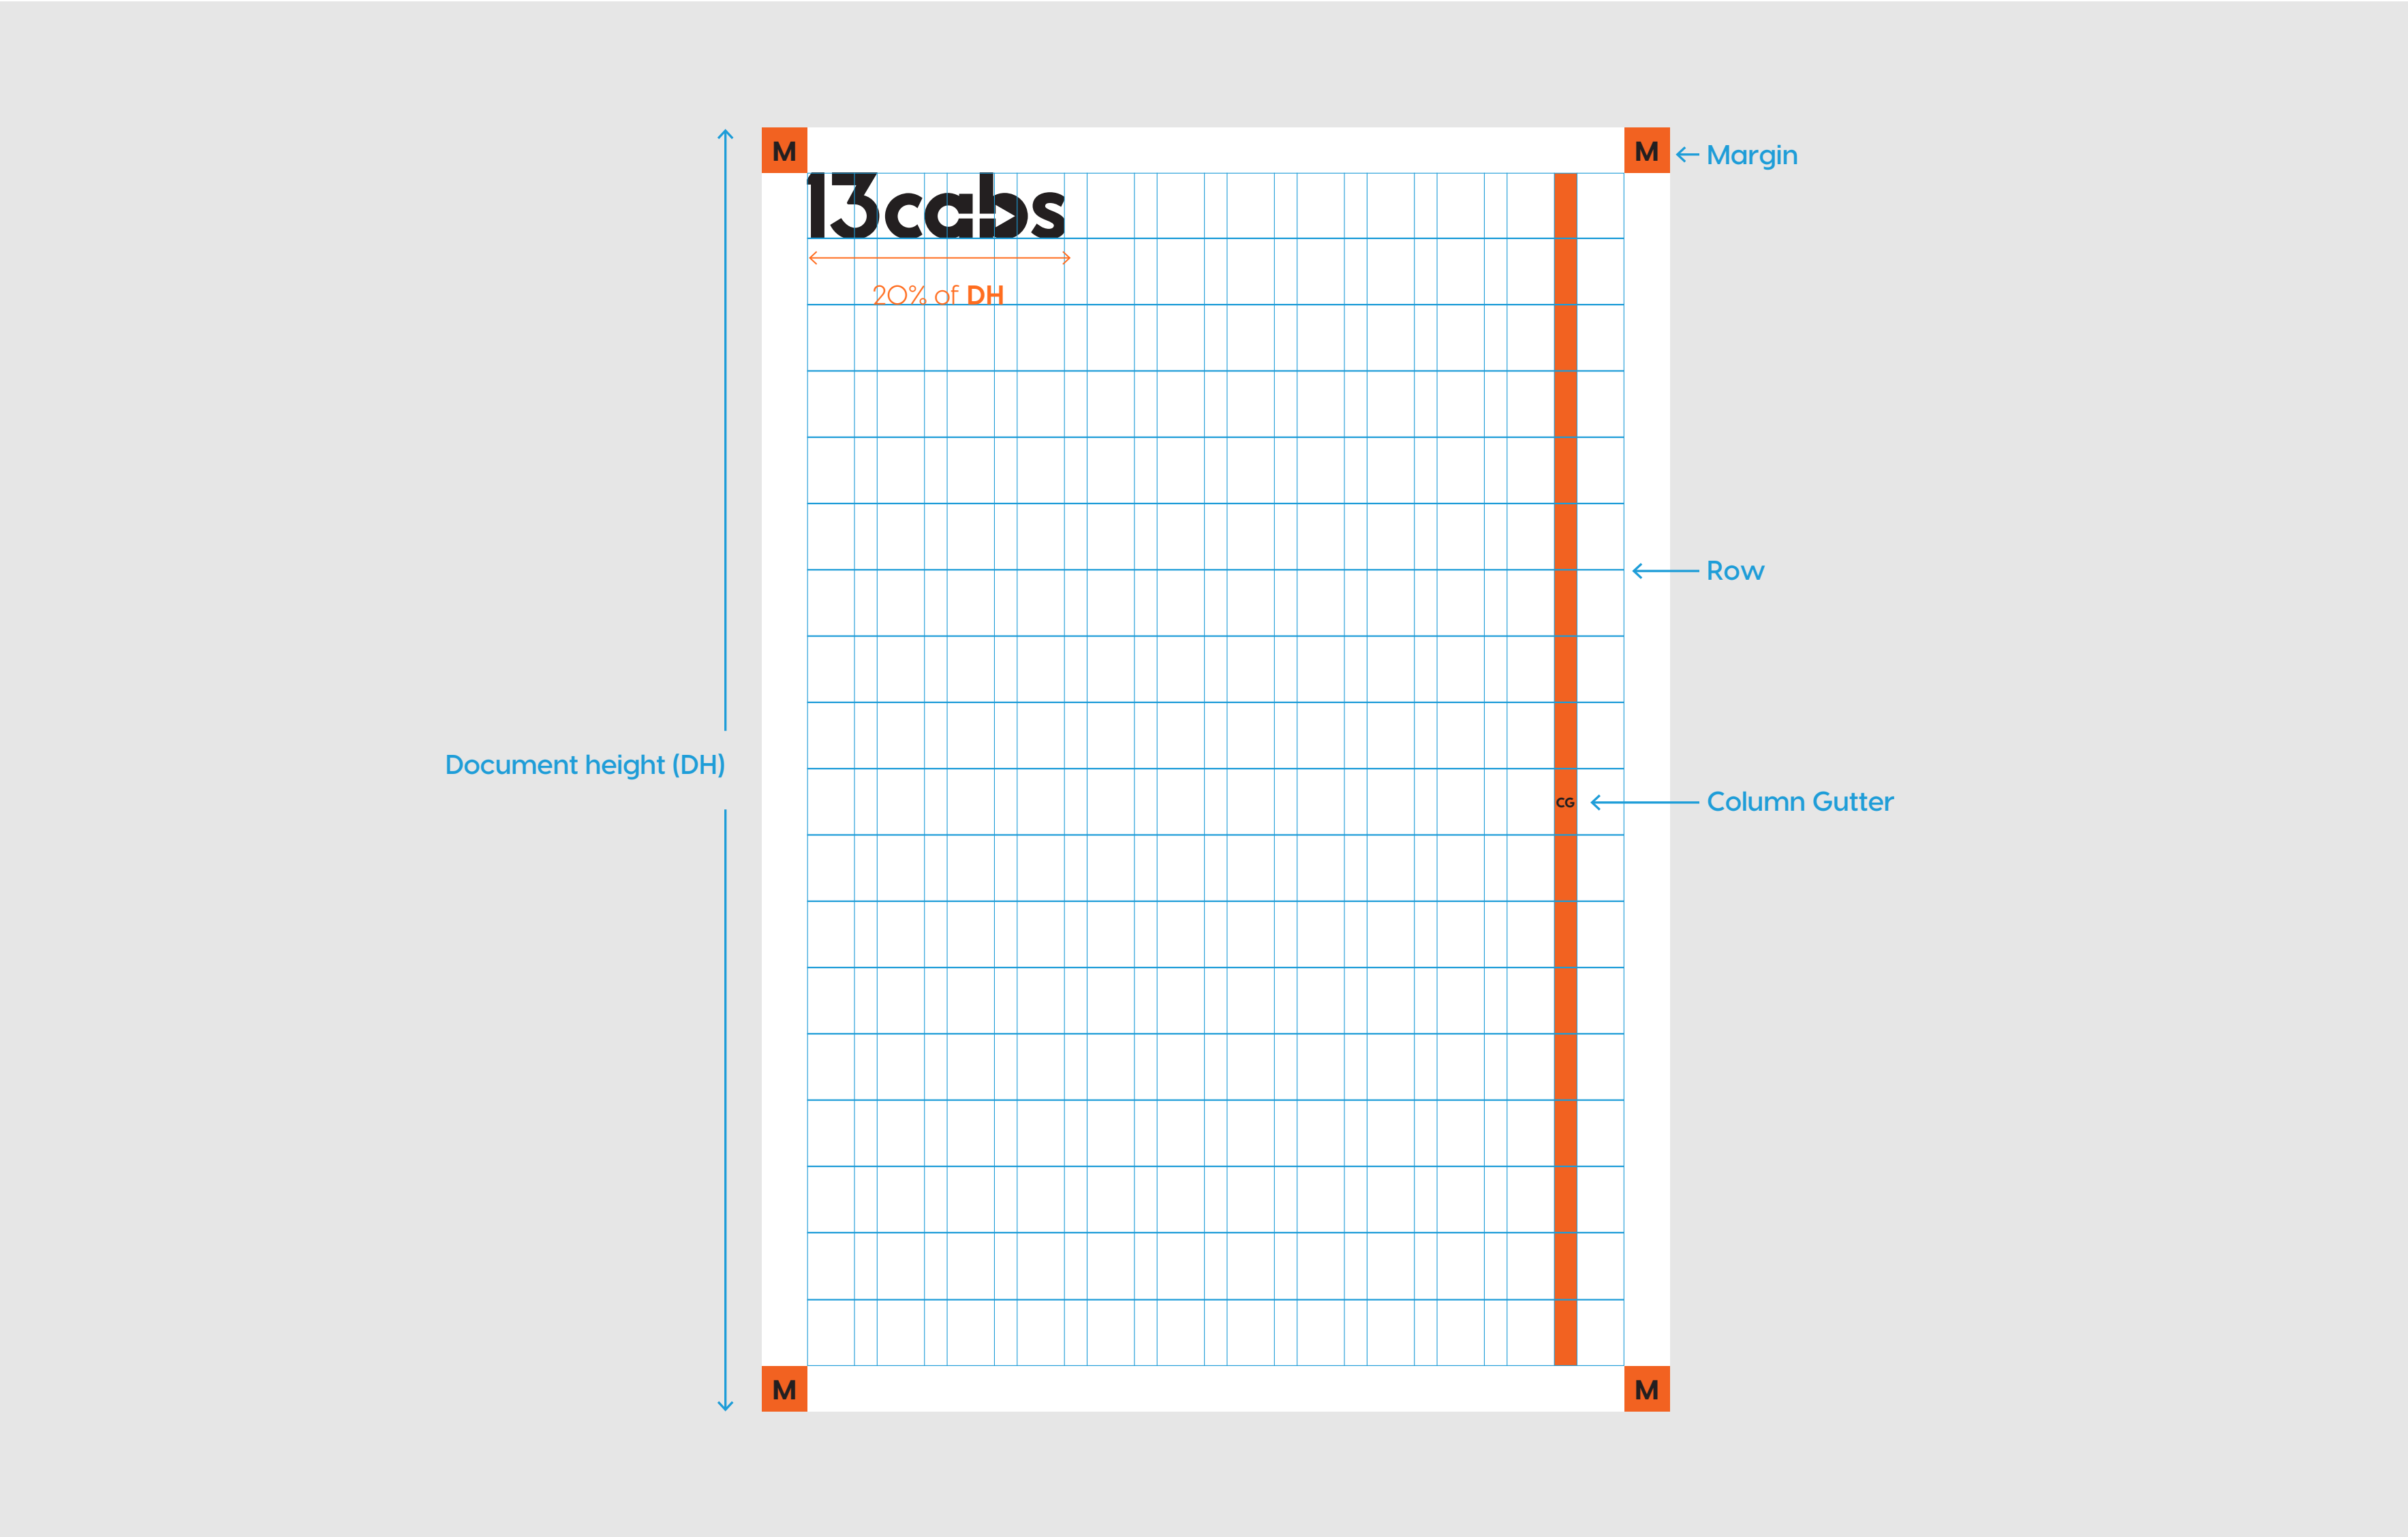 M
M
Margin
13cabs
20% of DH
Row
Document height (DH)
CG
Column Gutter
M
M